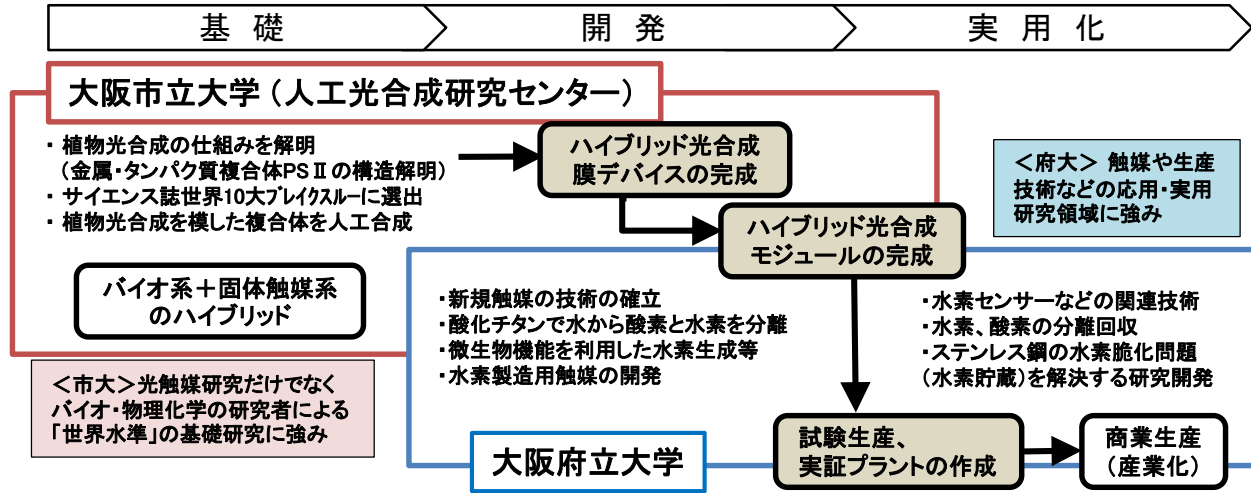 基 礎
開 発
実 用 化
大阪市立大学（人工光合成研究センター）
・植物光合成の仕組みを解明
（金属・タンパク質複合体PSⅡの構造解明）
・サイエンス誌世界10大ブレイクスルーに選出
・植物光合成を模した複合体を人工合成
ハイブリッド光合成
膜デバイスの完成
＜府大＞ 触媒や生産
技術などの応用・実用
研究領域に強み
ハイブリッド光合成
モジュールの完成
バイオ系＋固体触媒系
のハイブリッド
・新規触媒の技術の確立
・酸化チタンで水から酸素と水素を分離
・微生物機能を利用した水素生成等
・水素製造用触媒の開発
・水素センサーなどの関連技術
・水素、酸素の分離回収
・ステンレス鋼の水素脆化問題
（水素貯蔵）を解決する研究開発
＜市大＞光触媒研究だけでなく
バイオ・物理化学の研究者による
「世界水準」の基礎研究に強み
大阪府立大学
試験生産、
実証プラントの作成
商業生産
（産業化）